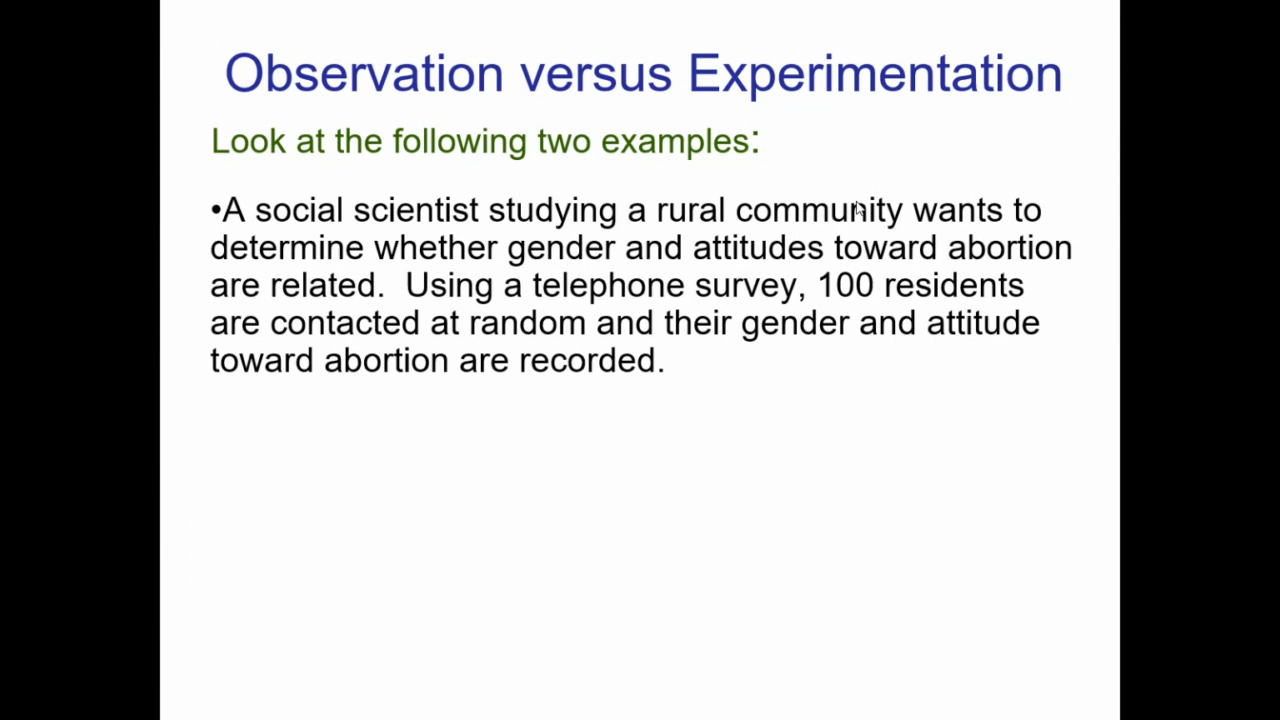 Observation versus Experimentation
Look at the following two examples:
•A social scientist studying a rural community wants to
determine whether gender and attitudes toward abortion
are related.  Using a telephone survey, 100 residents
are contacted at random and their gender and attitude
toward abortion are recorded.